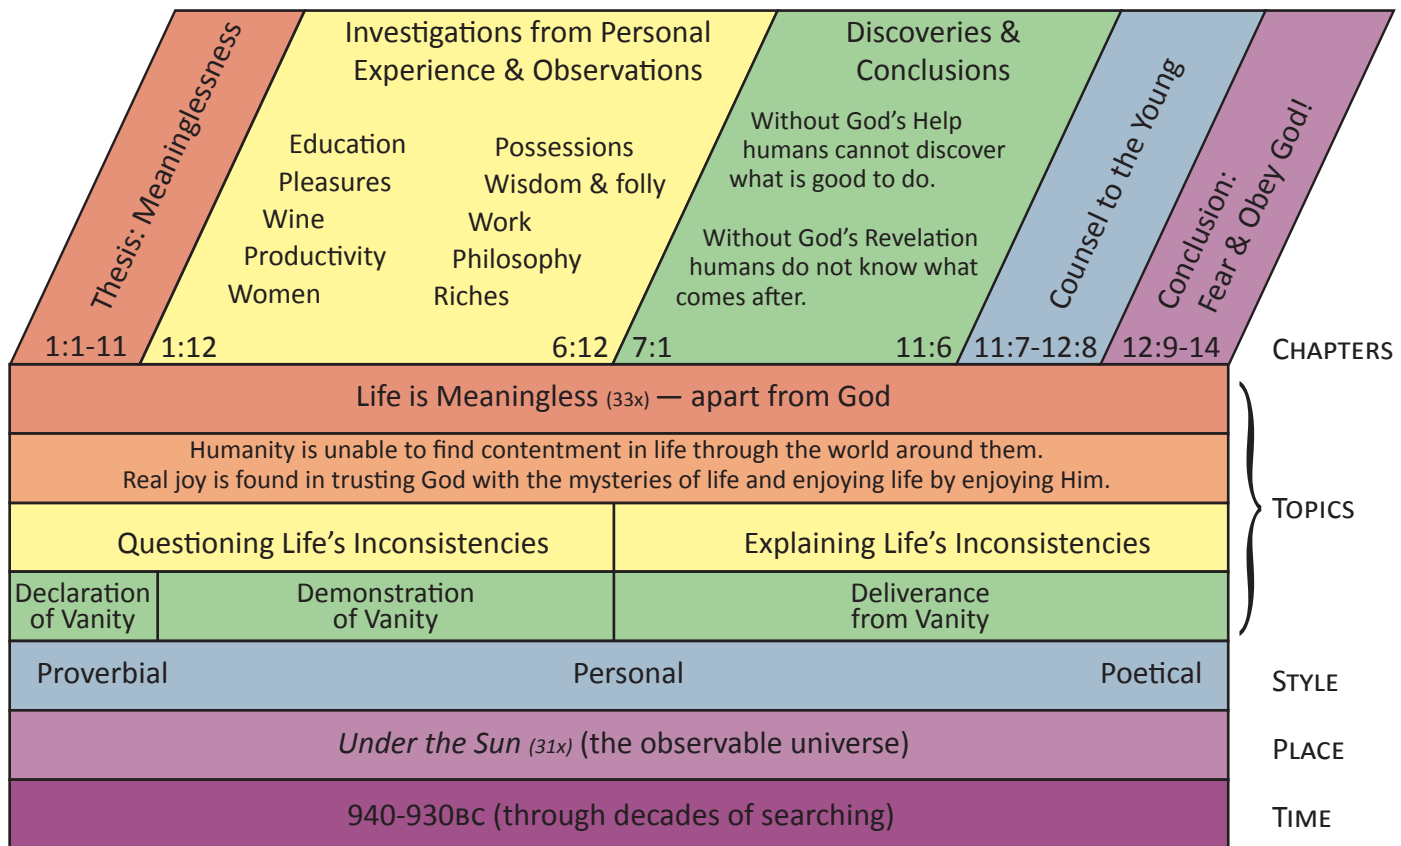 Thesis: Meaninglessness
1:1-11
Investigations from Personal
Experience & Observations
Education
Pleasures
Wine
Productivity
Women
Possessions
Wisdom & folly
Work
Philosophy
Riches
1:12
6:12
Discoveries &
Conclusions
Without God’s Help
humans cannot discover
what is good to do.
Without God’s Revelation
humans do not know what
comes after.
7:1
11:6
Counsel to the Young
11:7-12:8
Conclusion:
Fear & Obey God!
12:9-14
CHAPTERS
Life is Meaningless (33x) — apart from God
Humanity is unable to find contentment in life through the world around them.
Real joy is found in trusting God with the mysteries of life and enjoying life by enjoying Him.
Questioning Life’s Inconsistencies
Explaining Life’s Inconsistencies
Declaration
of Vanity
Demonstration
of Vanity
Deliverance
from Vanity
TOPICS
Proverbial
Personal
Poetical
STYLE
Under the Sun (31x) (the observable universe)
PLACE
940-930BC (through decades of searching)
TIME